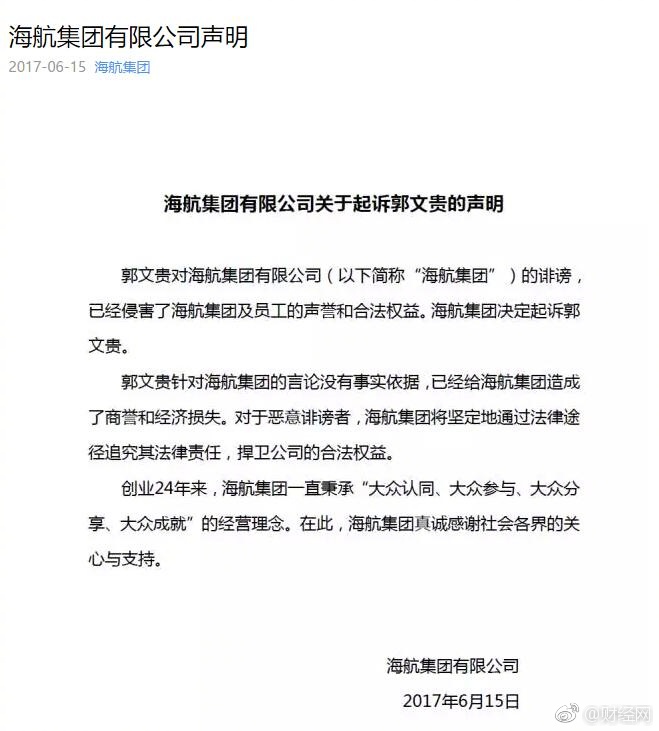 海航集团有限公司声明
2017-06-15 海航集团
海航集团有限公司关于起诉郭文贵的声明
郭文贵对海航集团有限公司（以下简称“海航集团”）的诽谤，
已经侵害了海航集团及员工的声誉和合法权益。海航集团决定起诉郭
文贵。
郭文贵针对海航集团的言论没有事实依据，已经给海航集团造成
了商誉和经济损失。对于恶意诽谤者，海航集团将坚定地通过法律途
径追究其法律责任，捍卫公司的合法权益。
创业24年来，海航集团一直秉承“大众认同、大众参与、大众分
享、大众成就”的经营理念。在此，海航集团真诚感谢社会各界的关
心与支持。
海航集团有限公司
2017年6月15日
@财经网